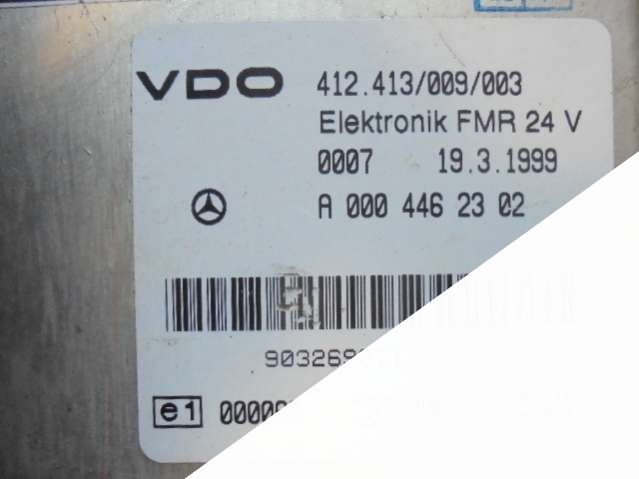 VDO 412.413/009/003
Elektronik FMR 24 V
0007 19.3.1999
A 000 446 23 02
e1